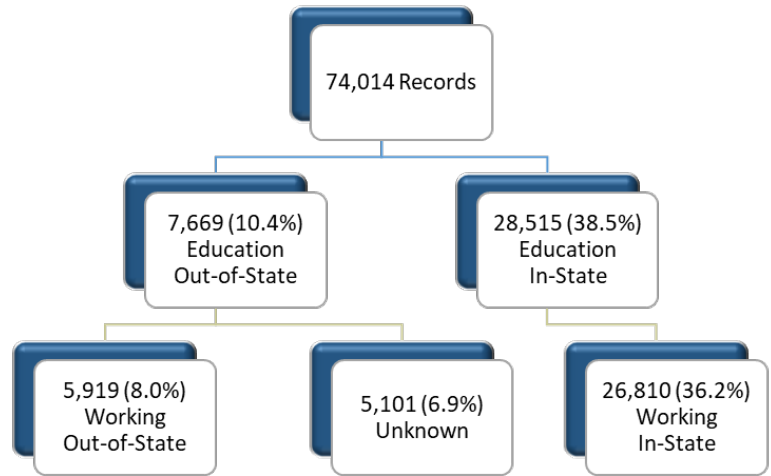 74,014 Records
7,669 (10.4%)
Education
Out-of-State
28,515 (38.5%)
Education
In-State
5,919 (8.0%)
Working
Out-of-State
5,101 (6.9%)
Unknown
26,810 (36.2%)
Working
In-State